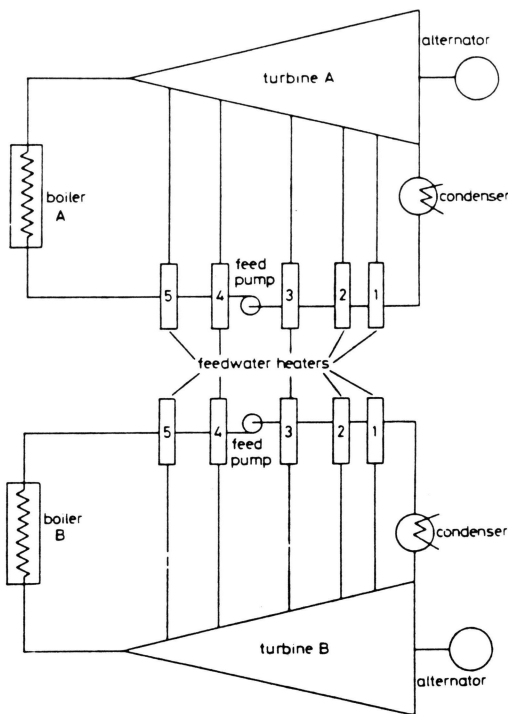 alternator
turbine A
boiler
A
condenser
feed
pump
5
4
3
2
1
feedwater heaters
5
4
3
2
1
feed
pump
boiler
B
condenser
turbine B
alternator